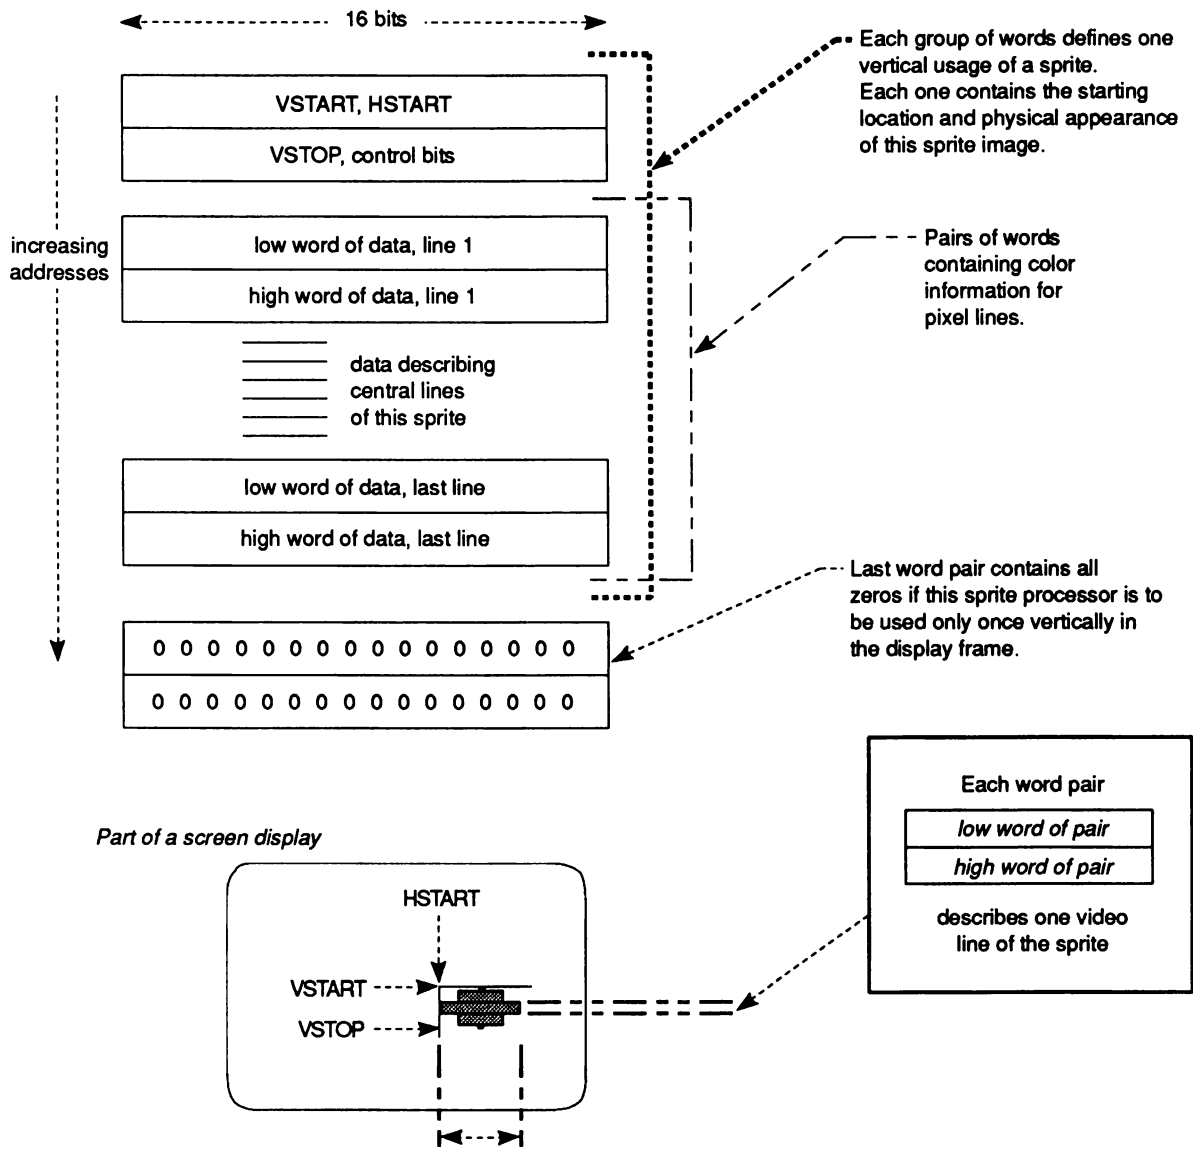 16 bits
VSTART, HSTART
VSTOP, control bits
Each group of words defines one
vertical usage of a sprite.
Each one contains the starting
location and physical appearance
of this sprite image.
increasing
addresses
low word of data, line 1
high word of data, line 1
Pairs of words
containing color
information for
pixel lines.
data describing
central lines
of this sprite
low word of data, last line
high word of data, last line
Last word pair contains all
zeros if this sprite processor is to
be used only once vertically in
the display frame.
0 0 0 0 0 0 0 0 0 0 0 0 0 0 0 0
0 0 0 0 0 0 0 0 0 0 0 0 0 0 0 0
Each word pair
low word of pair
high word of pair
describes one video
line of the sprite
Part of a screen display
HSTART
VSTART
VSTOP